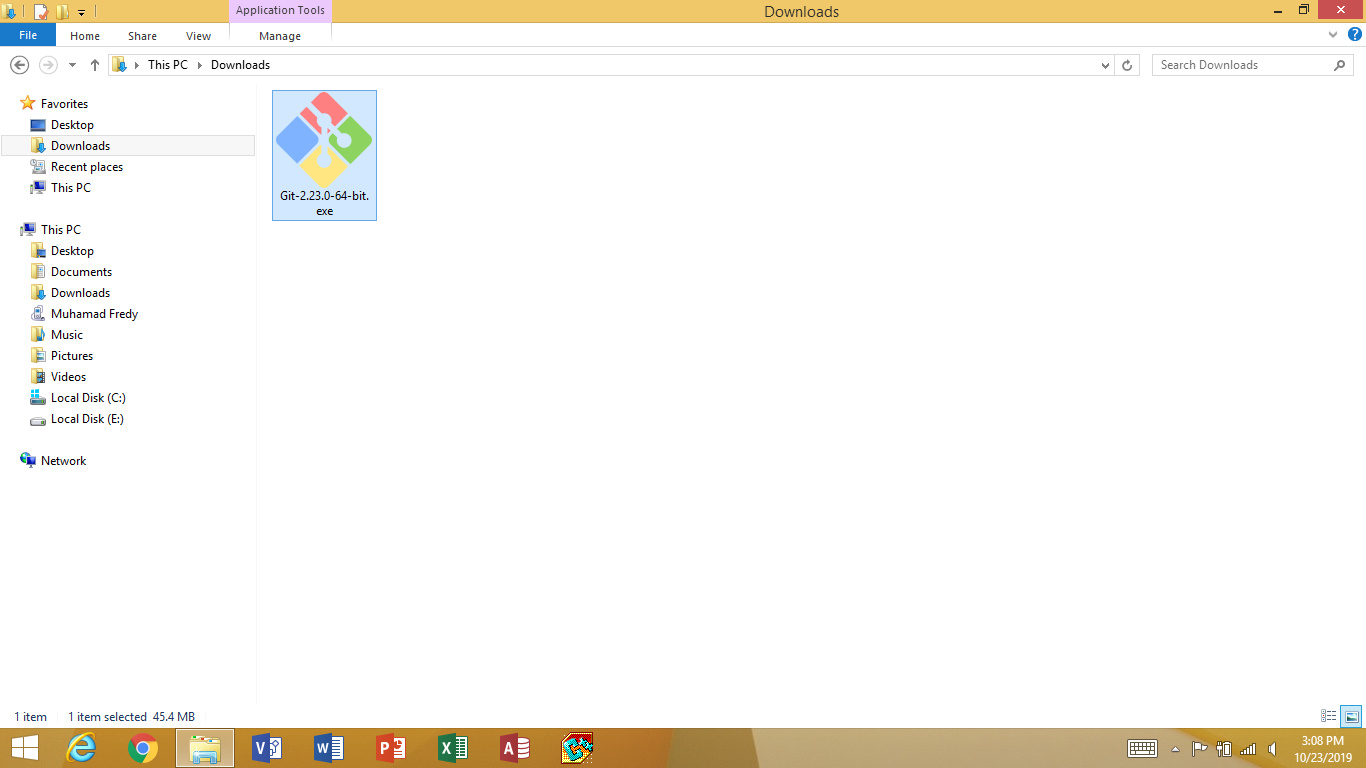 Application Tools
Downloads
File
Home
Share
View
Manage
This PC
Downloads
Search Downloads
Favorites
Desktop
Downloads
Recent places
This PC
This PC
Desktop
Documents
Downloads
Muhamad Fredy
Music
Pictures
Videos
Local Disk (C:)
Local Disk (E:)
Network
Git-2.23.0-64-bit.
exe
1 item
1 item selected 45.4 MB
3:08 PM
10/23/2019